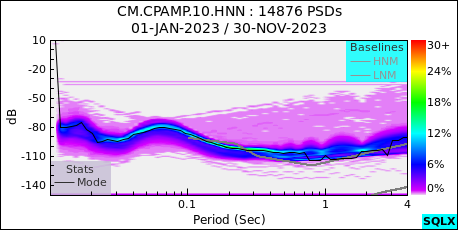 CM.CPAMP.10.HNN : 14876 PSDs
01-JAN-2023 / 30-NOV-2023
10
-20
-50
-80
-110
-140
dB
Baselines
HNM
LNM
Stats
Mode
0.1
1
4
Period (Sec)
30+
24%
18%
12%
6%
0%
SQLX